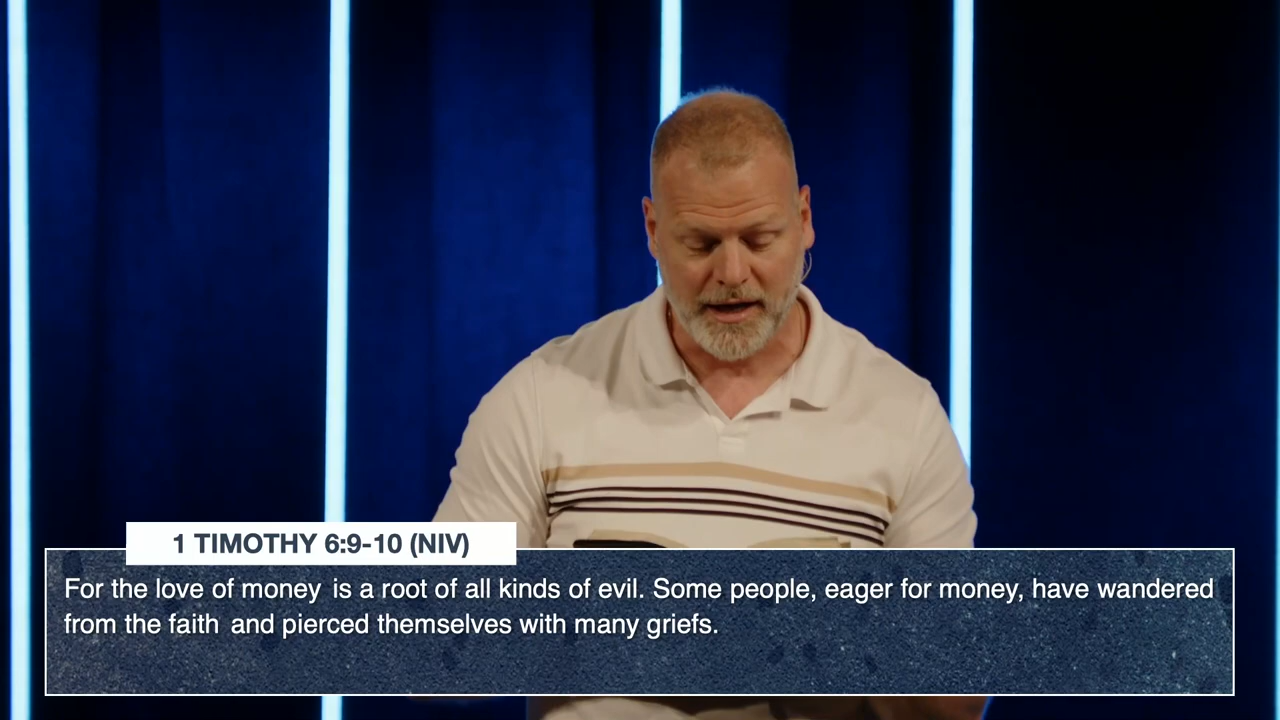 1 TIMOTHY 6:9-10 (NIV)
For the love of money is a root of all kinds of evil. Some people, eager for money, have wandered
from the faith and pierced themselves with many griefs.